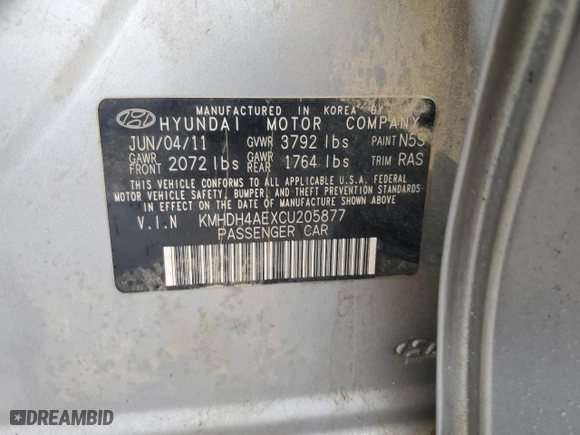 MANUFACTURED IN KOREA BY
HYUNDAI MOTOR COMPANY
JUN/04/11 GVWR 3792 lbs PAINT N5S
GAWR FRONT 2072 lbs GAWR REAR 1764 lbs TRIM RAS
THIS VEHICLE CONFORMS TO ALL APPLICABLE U.S.A. FEDERAL
MOTOR VEHICLE SAFETY, BUMPER, AND THEFT PREVENTION STANDARDS
IN EFFECT ON THE DATE OF MANUFACTURE SHOWN ABOVE
V.I.N KMHDH4AEXCU205877
PASSENGER CAR
DREAMBID